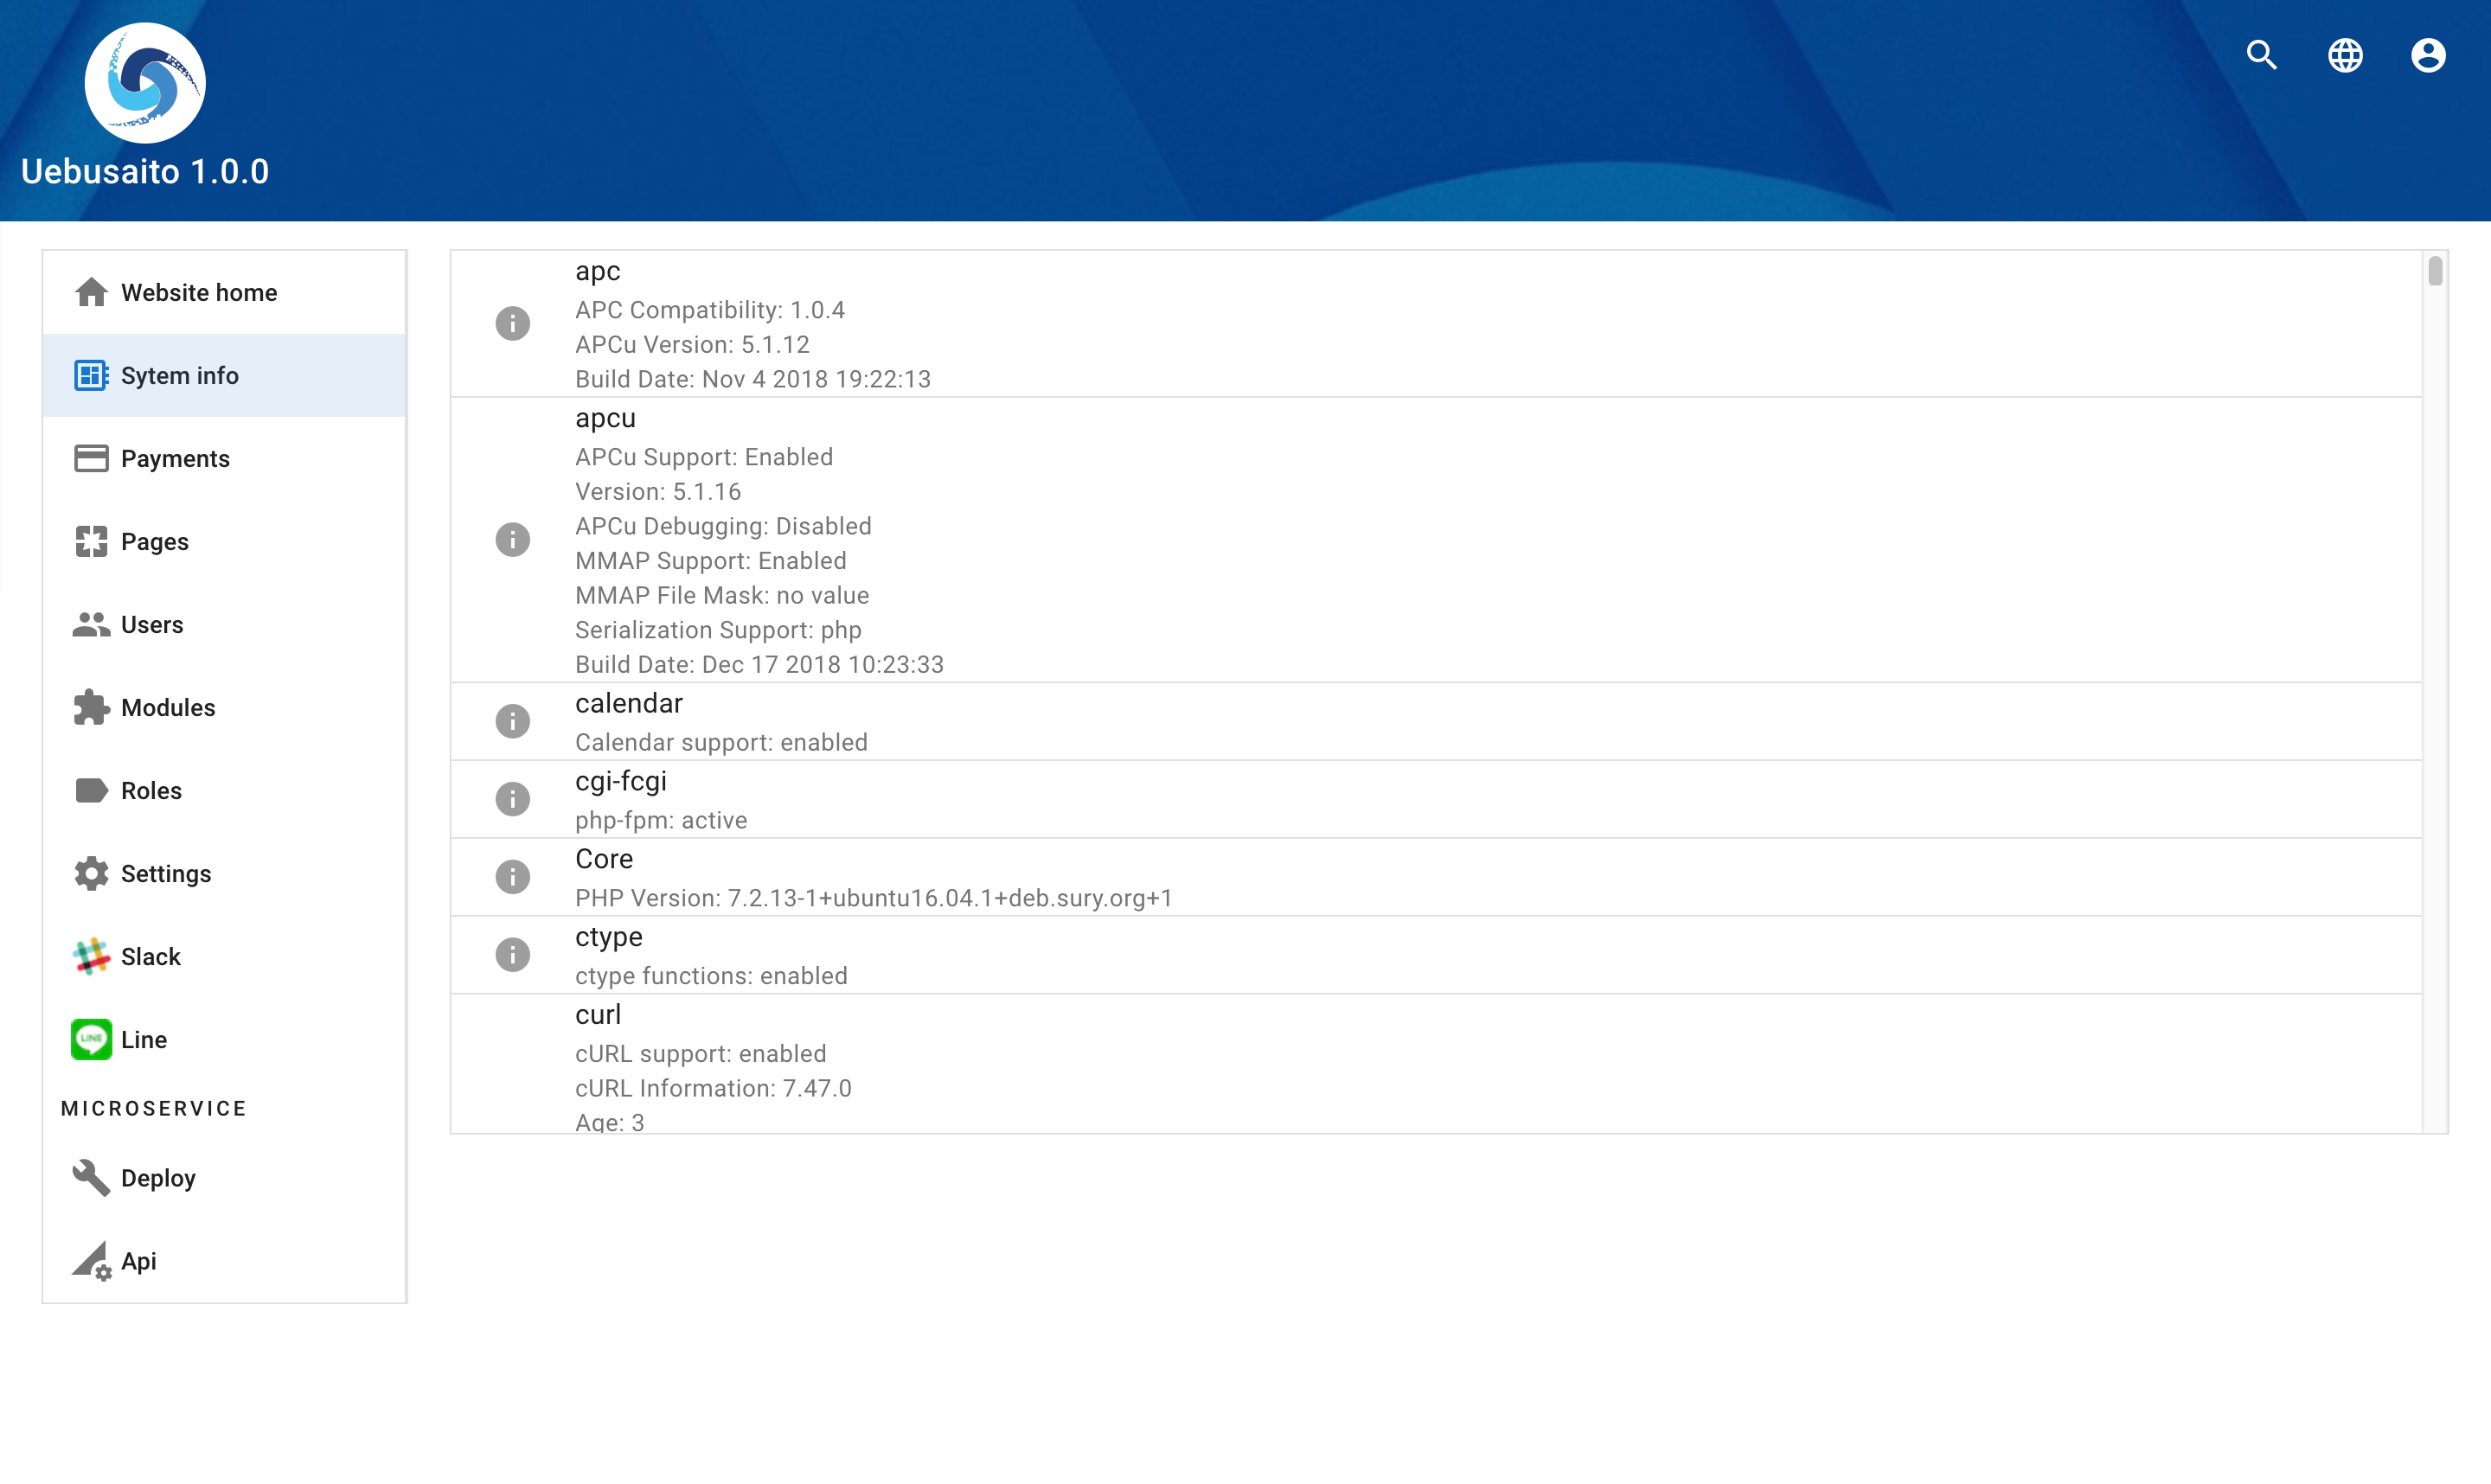 Uebusaito 1.0.0
Website home
Sytem info
Payments
Pages
Users
Modules
Roles
Settings
Slack
LINE
Line
MICROSERVICE
Deploy
Api
apc
APC Compatibility: 1.0.4
APCu Version: 5.1.12
Build Date: Nov 4 2018 19:22:13
apcu
APCu Support: Enabled
Version: 5.1.16
APCu Debugging: Disabled
MMAP Support: Enabled
MMAP File Mask: no value
Serialization Support: php
Build Date: Dec 17 2018 10:23:33
calendar
Calendar support: enabled
cgi-fcgi
php-fpm: active
Core
PHP Version: 7.2.13-1+ubuntu16.04.1+deb.sury.org+1
ctype
ctype functions: enabled
curl
cURL support: enabled
cURL Information: 7.47.0
Age: 3